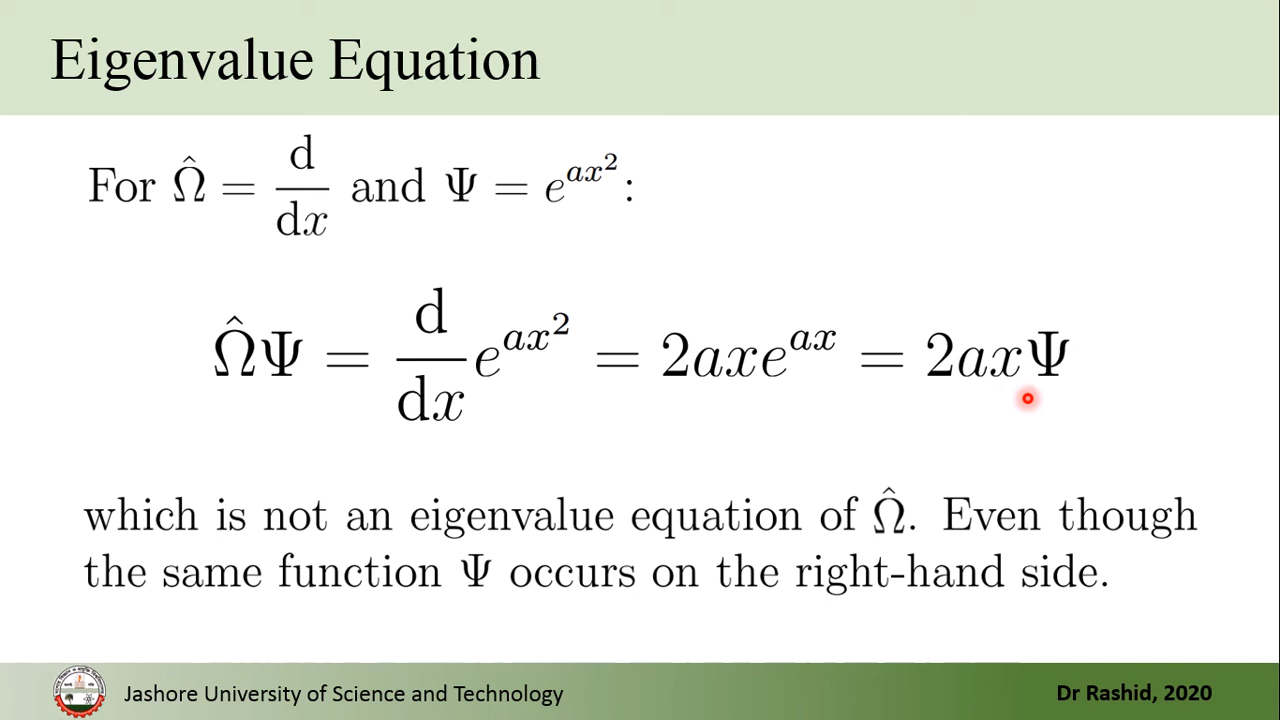 Eigenvalue Equation
For Ω̂ = d/dx and Ψ = e^{ax²}:
Ω̂Ψ = d/dx e^{ax²} = 2axe^{ax} = 2axΨ
which is not an eigenvalue equation of Ω̂. Even though
the same function Ψ occurs on the right-hand side.
Jashore University of Science and Technology
Dr Rashid, 2020